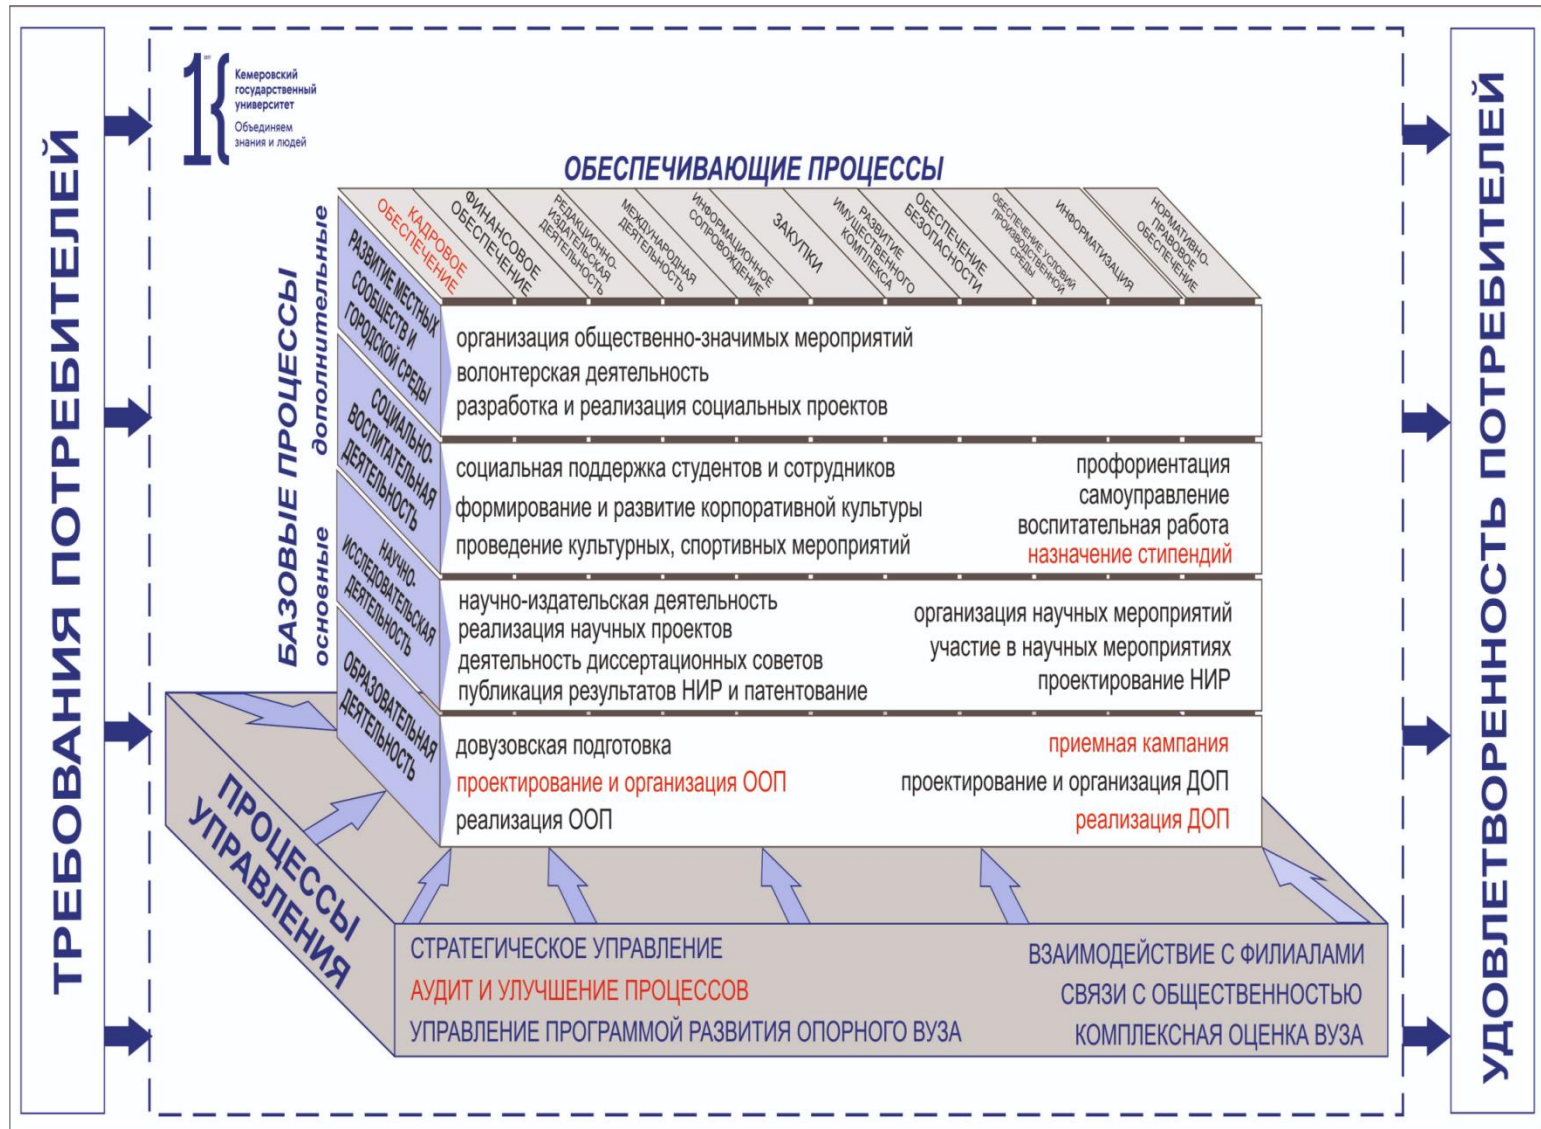 ТРЕБОВАНИЯ ПОТРЕБИТЕЛЕЙ
Кемеровский
государственный
университет
Объединяем
знания и людей
ОБЕСПЕЧИВАЮЩИЕ ПРОЦЕССЫ
КАДРОВОЕ
ОБЕСПЕЧЕНИЕ
ФИНАНСОВОЕ
ОБЕСПЕЧЕНИЕ
РЕДАКЦИОННО-
ИЗДАТЕЛЬСКАЯ
ДЕЯТЕЛЬНОСТЬ
МЕЖДУНАРОДНАЯ
ДЕЯТЕЛЬНОСТЬ
ИНФОРМАЦИОННОЕ
СОПРОВОЖДЕНИЕ
ЗАКУПКИ
РАЗВИТИЕ
ИМУЩЕСТВЕННОГО
КОМПЛЕКСА
ОБЕСПЕЧЕНИЕ
БЕЗОПАСНОСТИ
ОБЕСПЕЧЕНИЕ УСЛОВИЙ
ПРОИЗВОДСТВЕННОЙ
СРЕДЫ
ИНФОРМАТИЗАЦИЯ
НОРМАТИВНО-
ПРАВОВОЕ
ОБЕСПЕЧЕНИЕ
БАЗОВЫЕ ПРОЦЕССЫ
дополнительные
основные
РАЗВИТИЕ МЕСТНЫХ
СООБЩЕСТВ И
ГОРОДСКОЙ СРЕДЫ
организация общественно-значимых мероприятий
волонтерская деятельность
разработка и реализация социальных проектов
СОЦИАЛЬНО-
ВОСПИТАТЕЛЬНАЯ
ДЕЯТЕЛЬНОСТЬ
социальная поддержка студентов и сотрудников
формирование и развитие корпоративной культуры
проведение культурных, спортивных мероприятий
профориентация
самоуправление
воспитательная работа
назначение стипендий
НАУЧНО-
ИССЛЕДОВАТЕЛЬСКАЯ
ДЕЯТЕЛЬНОСТЬ
научно-издательская деятельность
реализация научных проектов
деятельность диссертационных советов
публикация результатов НИР и патентование
организация научных мероприятий
участие в научных мероприятиях
проектирование НИР
ОБРАЗОВАТЕЛЬНАЯ
ДЕЯТЕЛЬНОСТЬ
довузовская подготовка
проектирование и организация ООП
реализация ООП
приемная кампания
проектирование и организация ДОП
реализация ДОП
ПРОЦЕССЫ
УПРАВЛЕНИЯ
СТРАТЕГИЧЕСКОЕ УПРАВЛЕНИЕ
АУДИТ И УЛУЧШЕНИЕ ПРОЦЕССОВ
УПРАВЛЕНИЕ ПРОГРАММОЙ РАЗВИТИЯ ОПОРНОГО ВУЗА
ВЗАИМОДЕЙСТВИЕ С ФИЛИАЛАМИ
СВЯЗИ С ОБЩЕСТВЕННОСТЬЮ
КОМПЛЕКСНАЯ ОЦЕНКА ВУЗА
УДОВЛЕТВОРЕННОСТЬ ПОТРЕБИТЕЛЕЙ